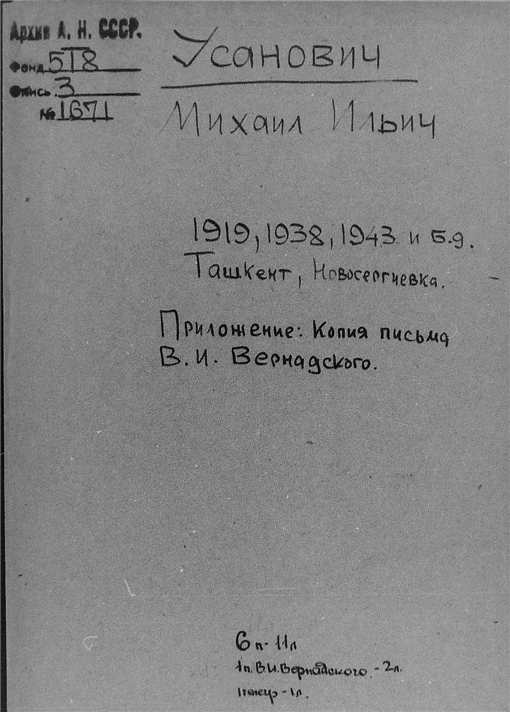 Архив А. Н. СССР.
Фонд 518
Опись 3
№ 1671
Усанович
Михаил Ильич
1919, 1938, 1943 и б.д.
Ташкент, Новосергиевка.
Приложение: Копия письма
В. И. Вернадского.
6 п - 11 л
1 п. В. И. Вернадского - 2 л.
- 1 л.